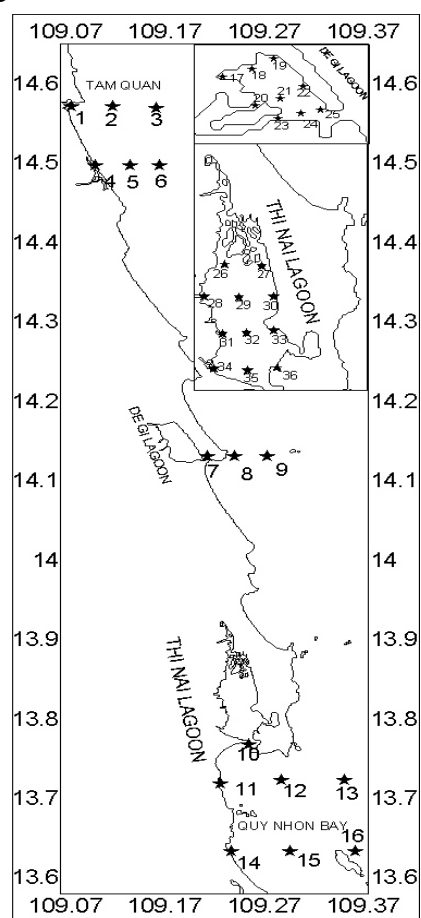 109.07 109.17 109.27 109.37
14.6 14.6
TAM QUAN
1 2 3
14.5 14.5
4 5 6
14.4 14.4
14.3 14.3
14.2 14.2
DE GI LAGOON
7 8 9
14.1 14.1
14 14
13.9 13.9
THI NAI LAGOON
13.8 13.8
10
11 12 13
13.7 13.7
QUY NHON BAY
14 15 16
13.6 13.6
109.07 109.17 109.27 109.37
DE GI LAGOON
17 18 19
20 21 22
23 24 25
THI NAI LAGOON
26 27
28 29 30
31 32 33
34 35 36